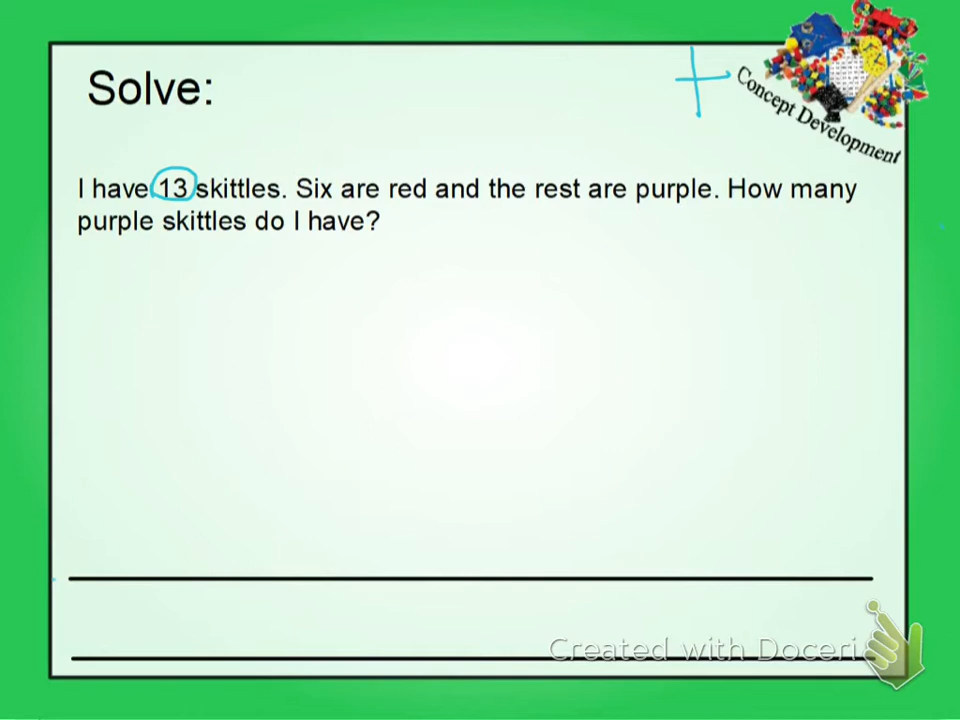 Solve:
+
Concept Development
I have 13 skittles. Six are red and the rest are purple. How many
purple skittles do I have?
Created with Doceri